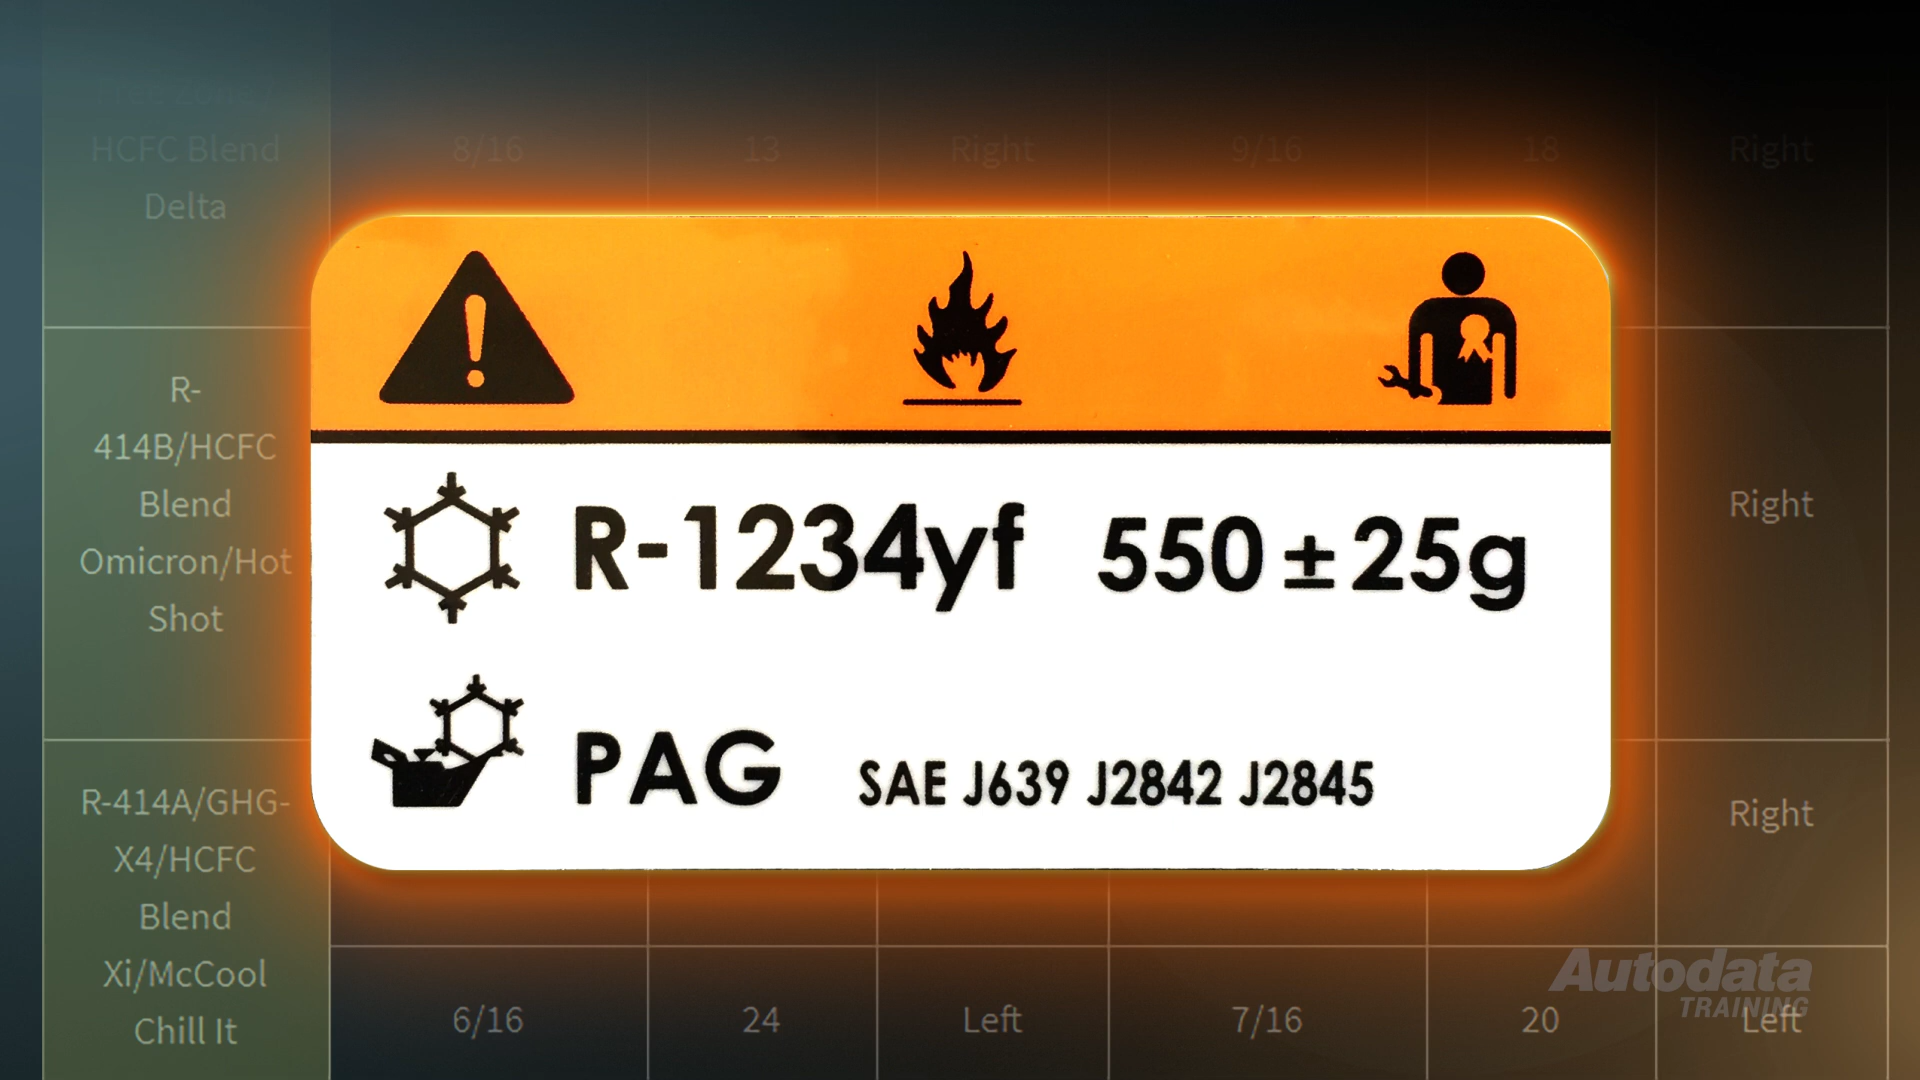 HCFC Blend
Delta
8/16
13
Right
9/16
18
Right
R-
414B/HCFC
Blend
Omicron/Hot
Shot
Right
R-1234yf 550±25g
PAG SAE J639 J2842 J2845
R-414A/GHG-
X4/HCFC
Blend
Xi/McCool
Chill It
Right
6/16
24
Left
7/16
20
Left
Autodata
TRAINING